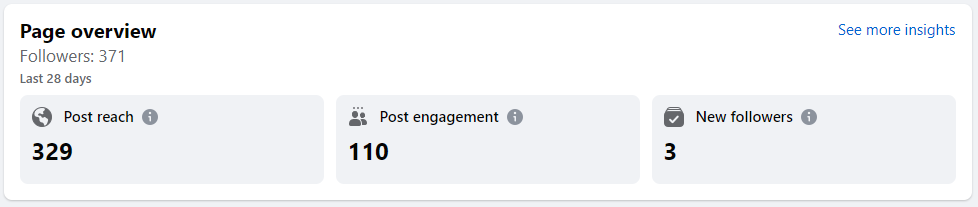 Page overview
See more insights
Followers: 371
Last 28 days
Post reach
329
Post engagement
110
New followers
3